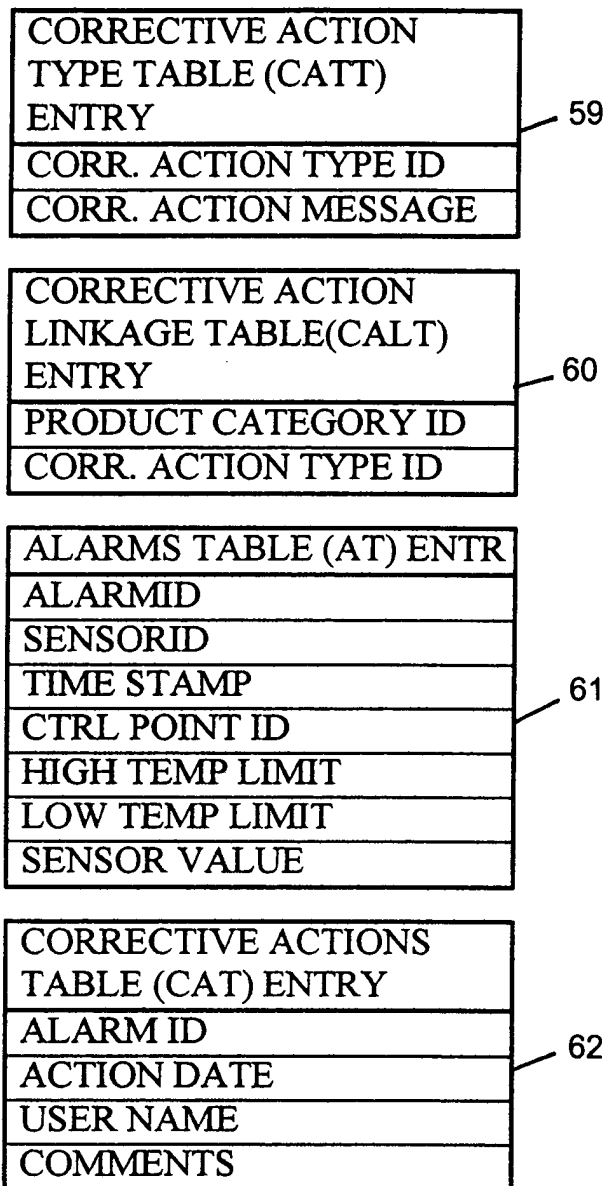 CORRECTIVE ACTION
TYPE TABLE (CATT)
ENTRY
59
CORR. ACTION TYPE ID
CORR. ACTION MESSAGE
CORRECTIVE ACTION
LINKAGE TABLE(CALT)
ENTRY
60
PRODUCT CATEGORY ID
CORR. ACTION TYPE ID
ALARMS TABLE (AT) ENTR
ALARMID
SENSORID
TIME STAMP
61
CTRL POINT ID
HIGH TEMP LIMIT
LOW TEMP LIMIT
SENSOR VALUE
CORRECTIVE ACTIONS
TABLE (CAT) ENTRY
ALARM ID
62
ACTION DATE
USER NAME
COMMENTS